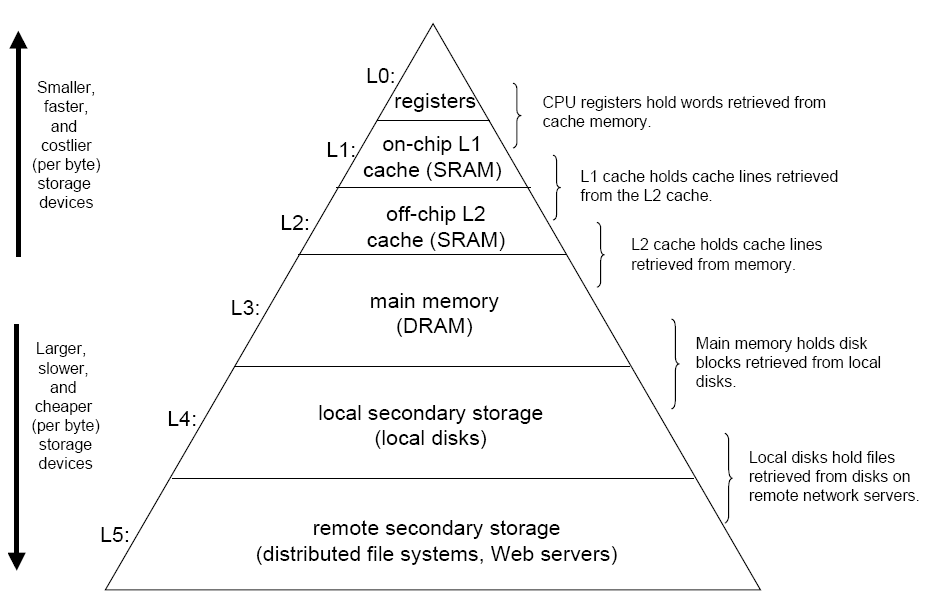 Smaller,
faster,
and
costlier
(per byte)
storage
devices
Larger,
slower,
and
cheaper
(per byte)
storage
devices
L0:
registers
CPU registers hold words retrieved from
cache memory.
L1:
on-chip L1
cache (SRAM)
L1 cache holds cache lines retrieved
from the L2 cache.
L2:
off-chip L2
cache (SRAM)
L2 cache holds cache lines
retrieved from memory.
L3:
main memory
(DRAM)
Main memory holds disk
blocks retrieved from local
disks.
L4:
local secondary storage
(local disks)
Local disks hold files
retrieved from disks on
remote network servers.
L5:
remote secondary storage
(distributed file systems, Web servers)